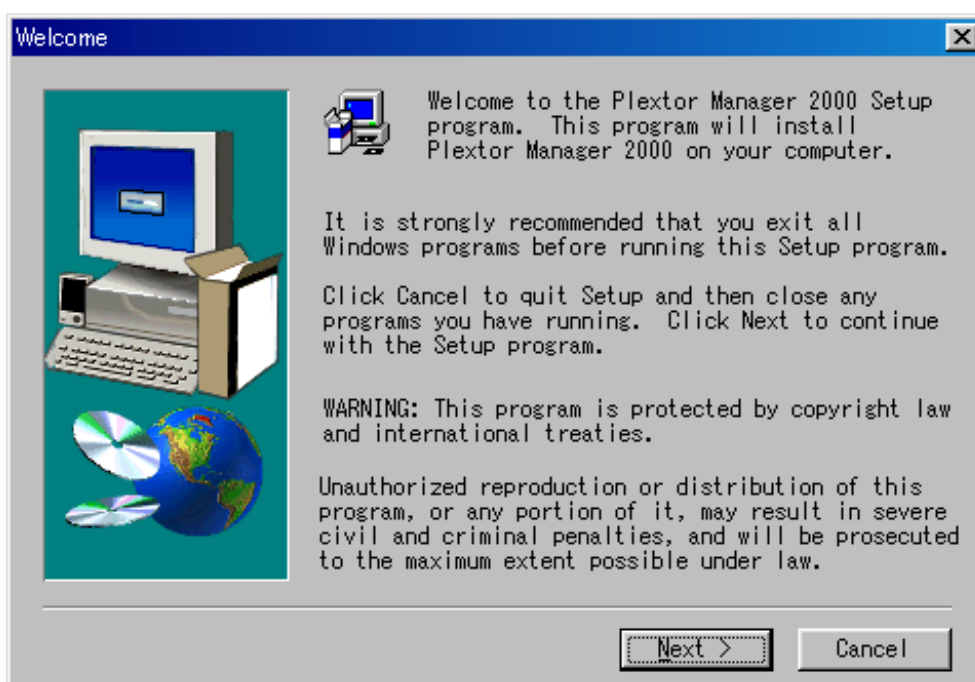 Welcome
Welcome to the Plextor Manager 2000 Setup
program.  This program will install
Plextor Manager 2000 on your computer.
It is strongly recommended that you exit all
Windows programs before running this Setup program.
Click Cancel to quit Setup and then close any
programs you have running.  Click Next to continue
with the Setup program.
WARNING: This program is protected by copyright law
and international treaties.
Unauthorized reproduction or distribution of this
program, or any portion of it, may result in severe
civil and criminal penalties, and will be prosecuted
to the maximum extent possible under law.
Next >
Cancel